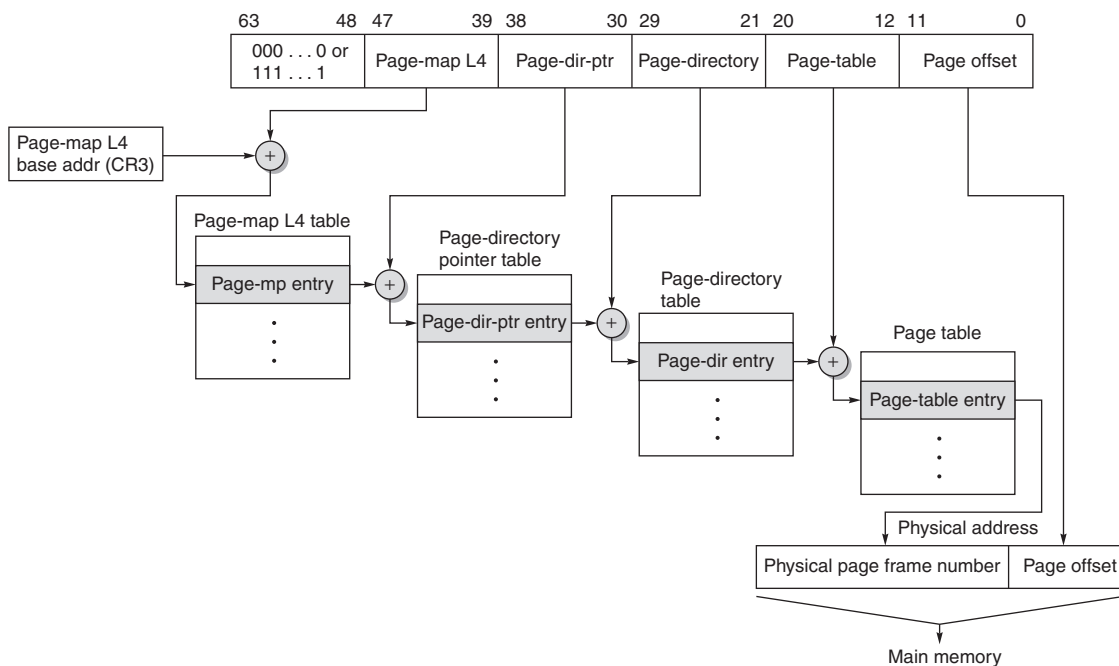 63 48 47 39 38 30 29 21 20 12 11 0
000 . . . 0 or
111 . . . 1
Page-map L4
Page-dir-ptr
Page-directory
Page-table
Page offset
Page-map L4
base addr (CR3)
+
Page-map L4 table
Page-mp entry
+
Page-directory
pointer table
Page-dir-ptr entry
+
Page-directory
table
Page-dir entry
+
Page table
Page-table entry
Physical address
Physical page frame number
Page offset
Main memory